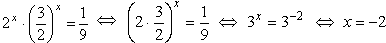 2^x · (3/2)^x = 1/9 ⇔ (2 · 3/2)^x = 1/9 ⇔ 3^x = 3^{-2} ⇔ x = -2